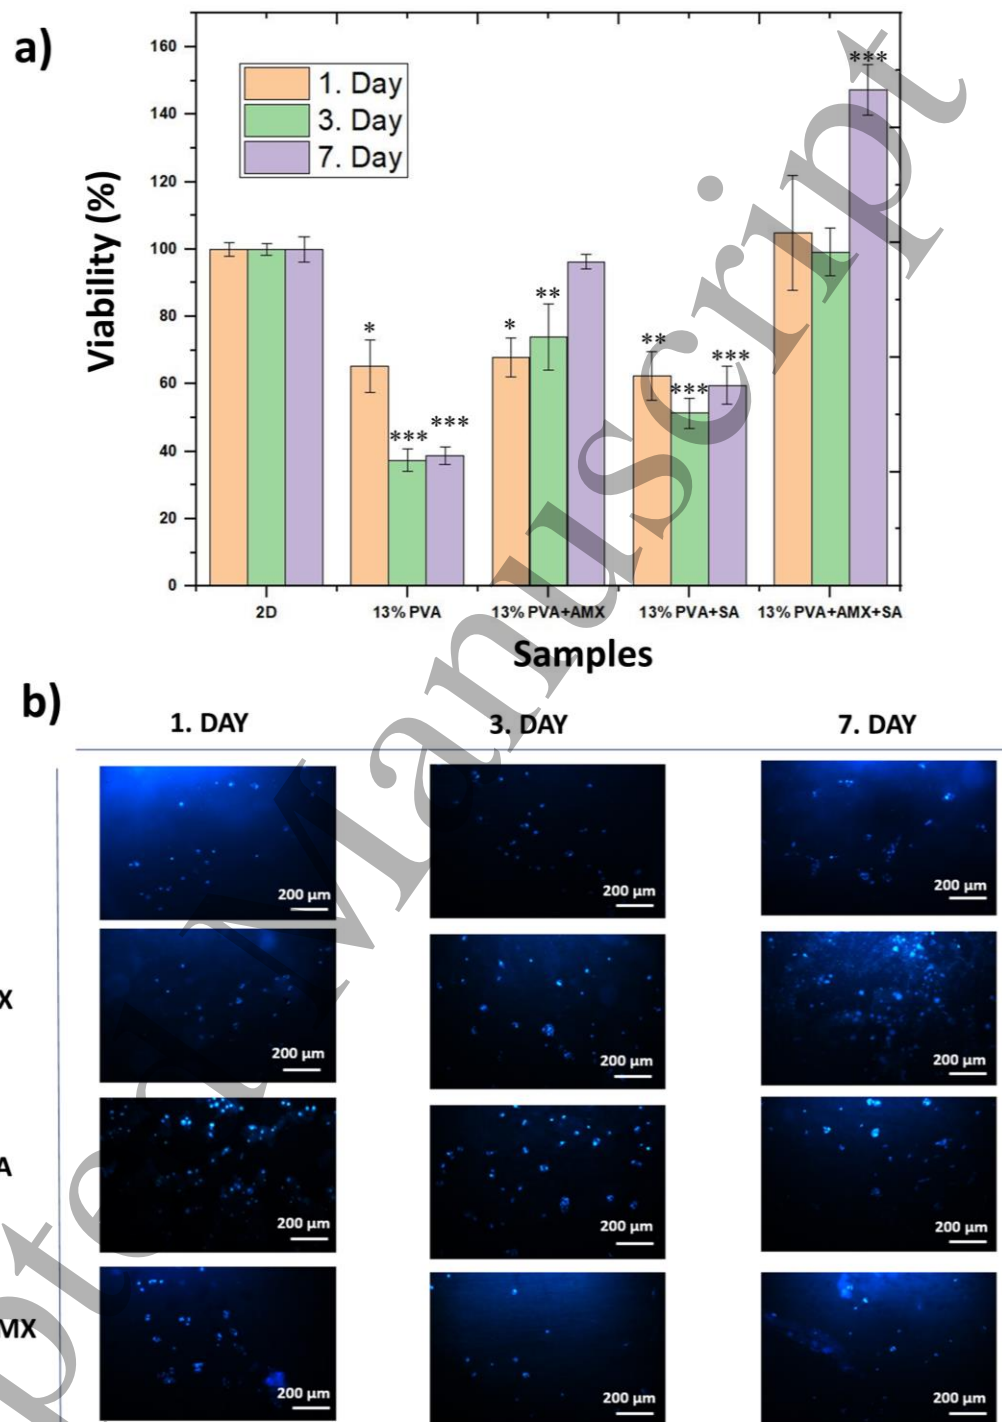 a)
160
140
120
100
80
60
40
20
0
Viability (%)
1. Day
3. Day
7. Day
*
***
***
*
**
**
***
***
***
2D
13% PVA
13% PVA+AMX
13% PVA+SA
13% PVA+AMX+SA
Samples
b)
1. DAY
3. DAY
7. DAY
200 µm
200 µm
200 µm
X
200 µm
200 µm
200 µm
A
200 µm
200 µm
200 µm
MX
200 µm
200 µm
200 µm
pted Manuscript